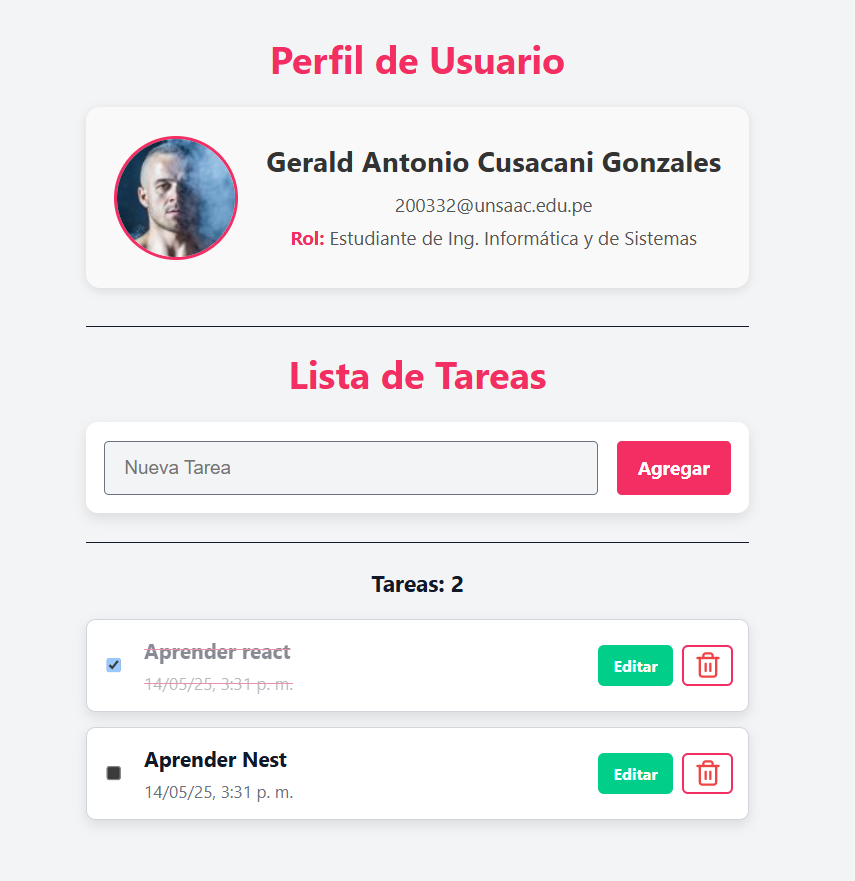 Perfil de Usuario
Gerald Antonio Cusacani Gonzales
200332@unsaac.edu.pe
Rol: Estudiante de Ing. Informática y de Sistemas
Lista de Tareas
Nueva Tarea
Agregar
Tareas: 2
Aprender react
14/05/25, 3:31 p. m.
Editar
Aprender Nest
14/05/25, 3:31 p. m.
Editar